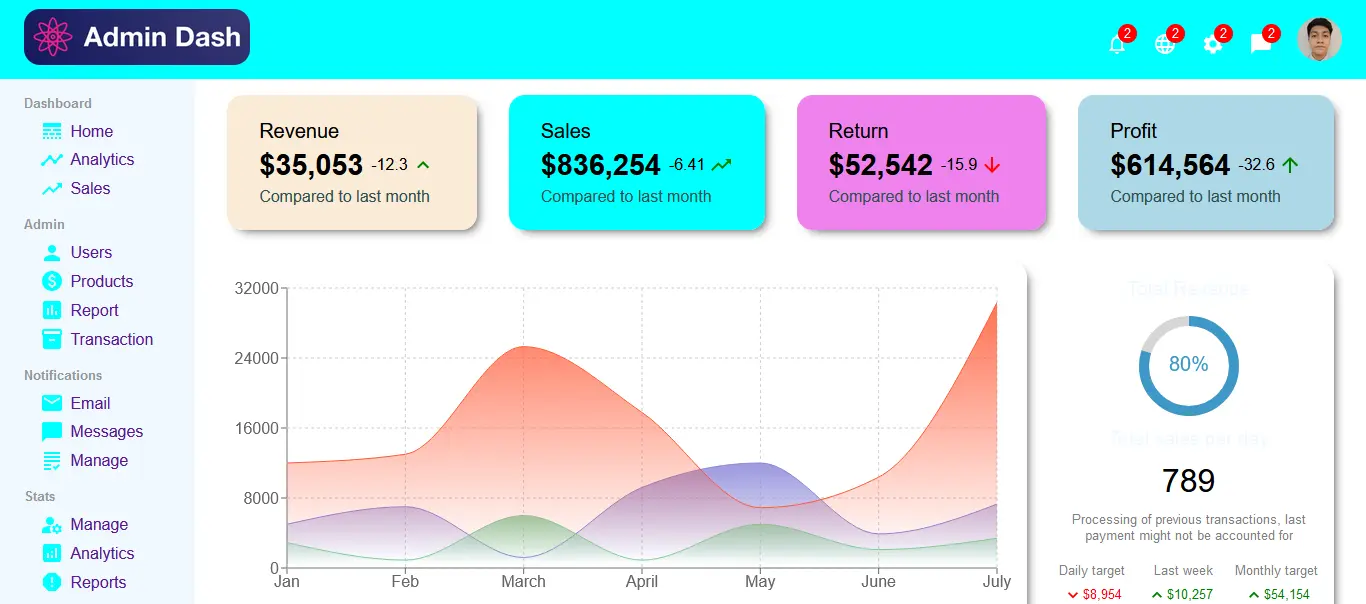 Admin Dash
2 2 2 2
Dashboard
Home
Analytics
Sales
Admin
Users
Products
Report
Transaction
Notifications
Email
Messages
Manage
Stats
Manage
Analytics
Reports
Revenue
$35,053 -12.3
Compared to last month
Sales
$836,254 -6.41
Compared to last month
Return
$52,542 -15.9
Compared to last month
Profit
$614,564 -32.6
Compared to last month
32000
24000
16000
8000
0
Jan Feb March April May June July
Total Revenue
80%
Total sales per day
789
Processing of previous transactions, last
payment might not be accounted for
Daily target Last week Monthly target
$8,954 $10,257 $54,154